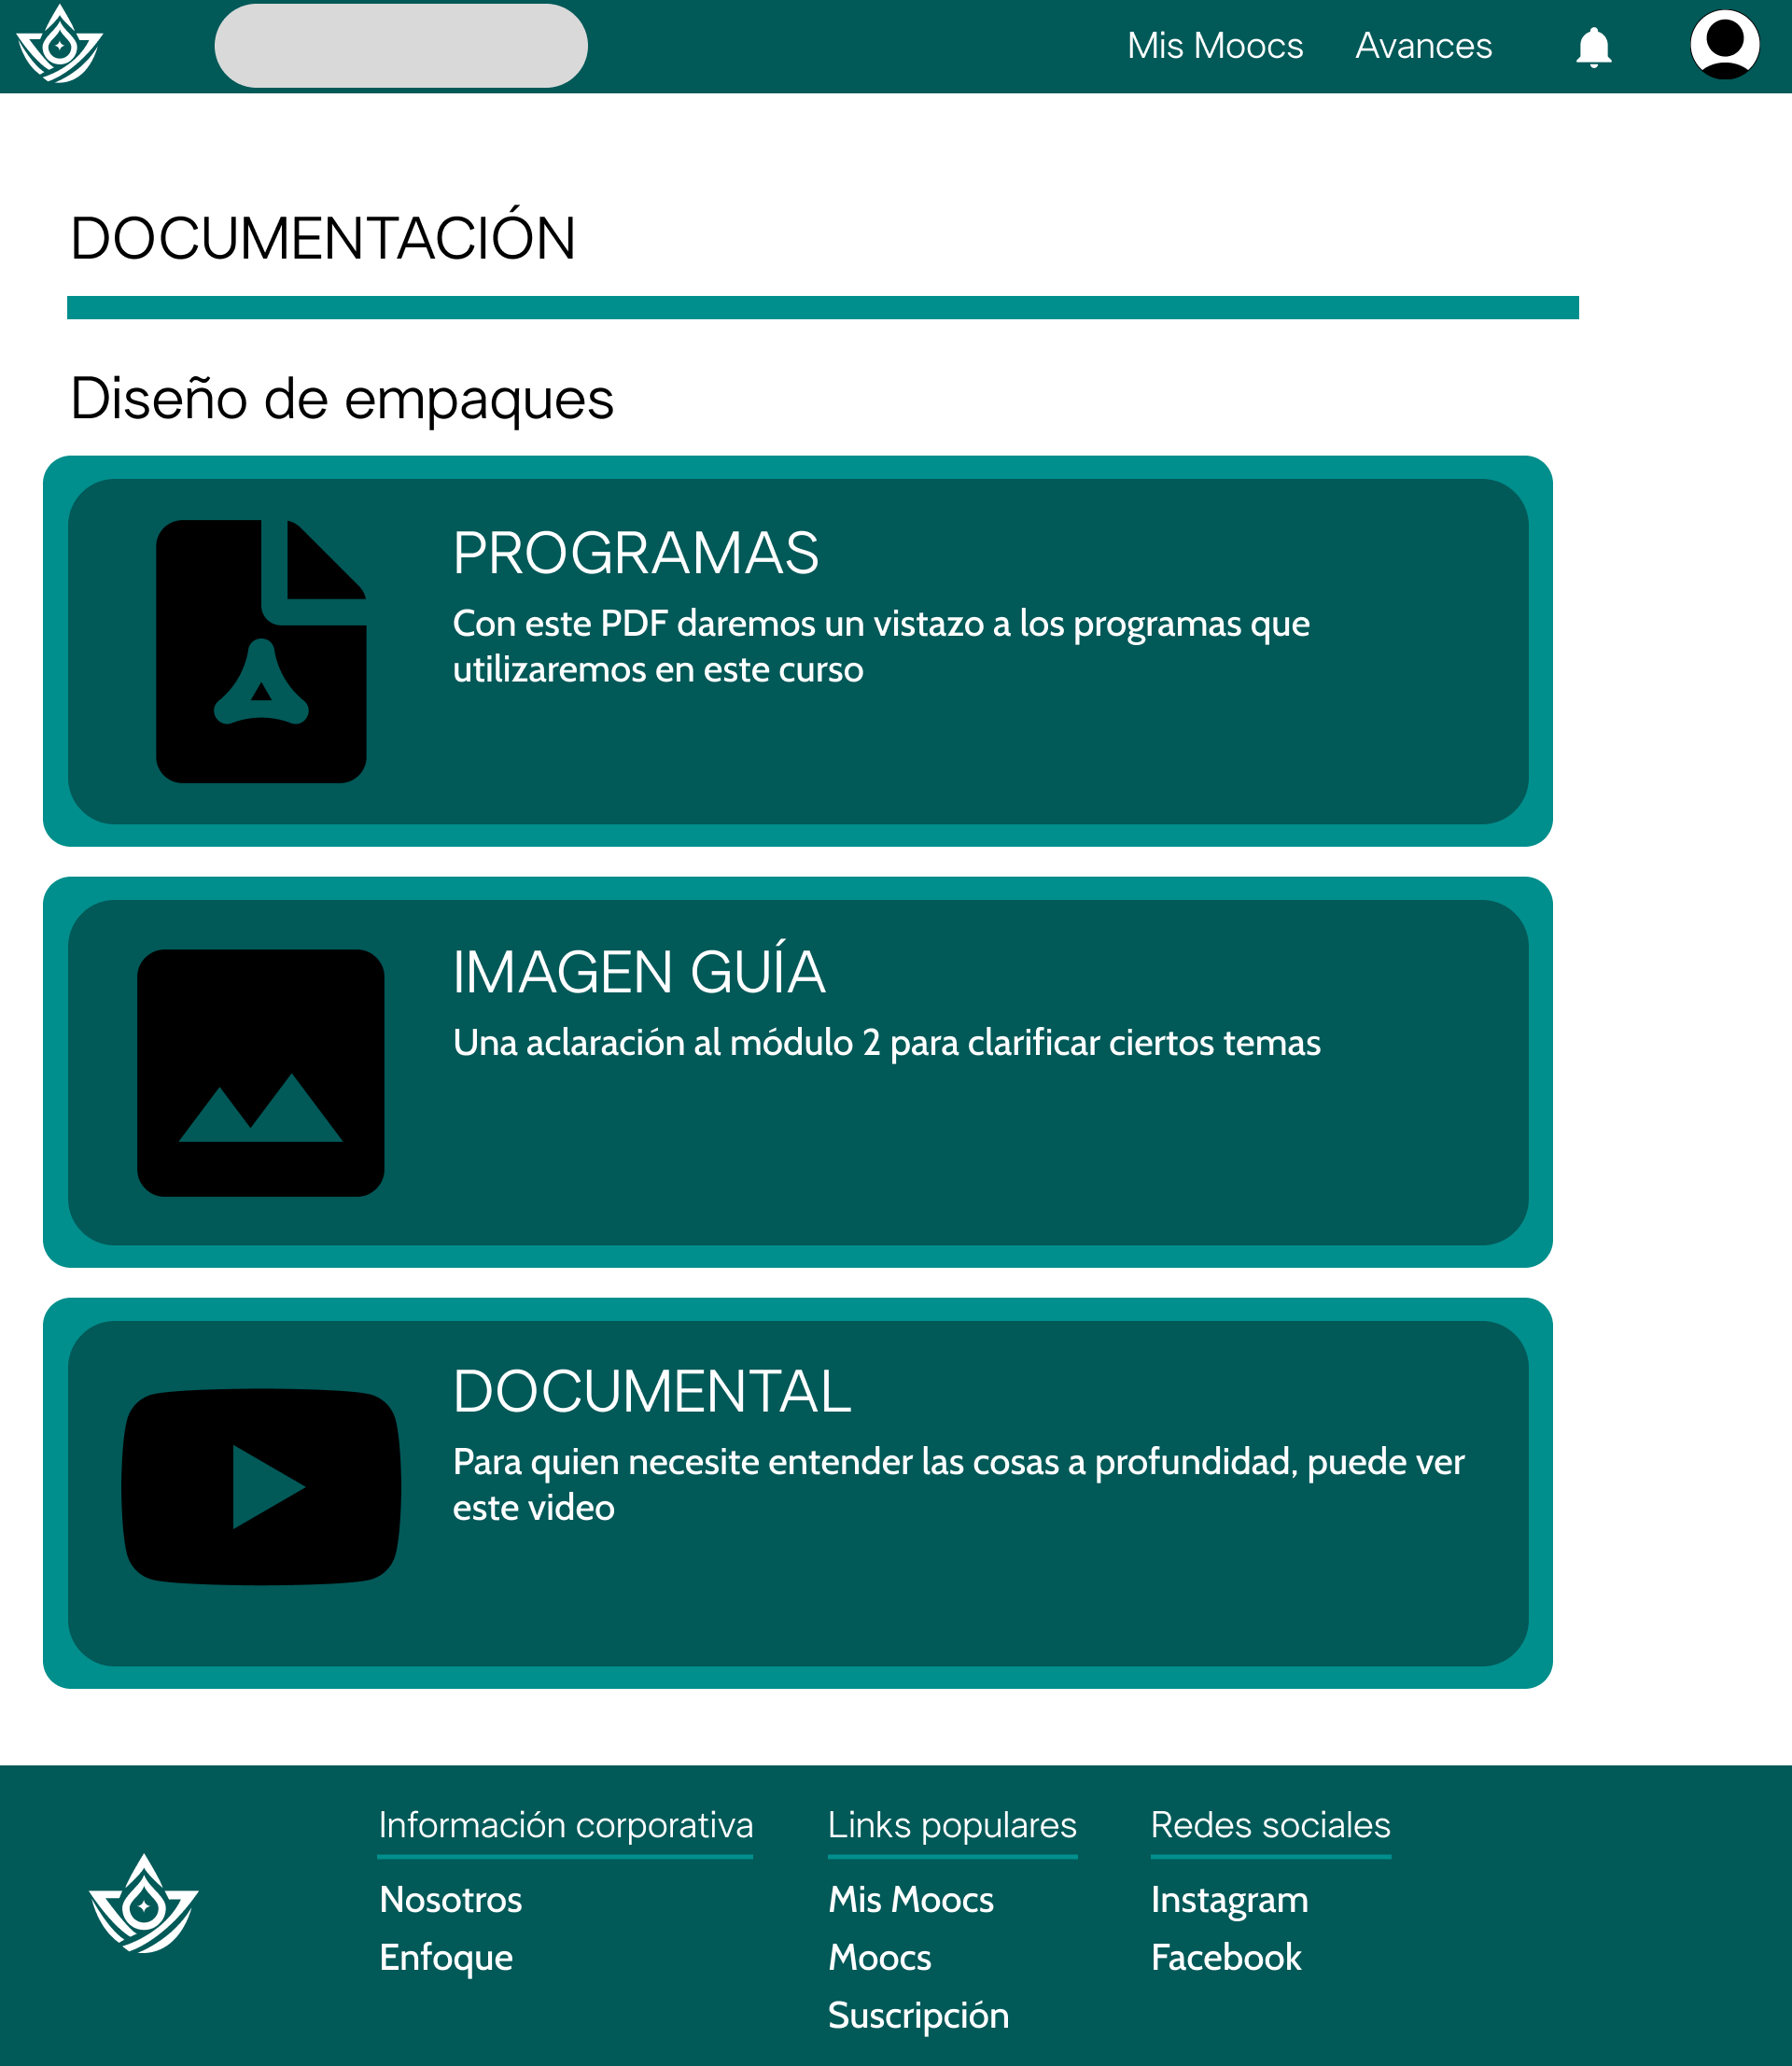 Mis Moocs Avances
DOCUMENTACIÓN
Diseño de empaques
PROGRAMAS
Con este PDF daremos un vistazo a los programas que
utilizaremos en este curso
IMAGEN GUÍA
Una aclaración al módulo 2 para clarificar ciertos temas
DOCUMENTAL
Para quien necesite entender las cosas a profundidad, puede ver
este video
Información corporativa
Nosotros
Enfoque
Links populares
Mis Moocs
Moocs
Suscripción
Redes sociales
Instagram
Facebook